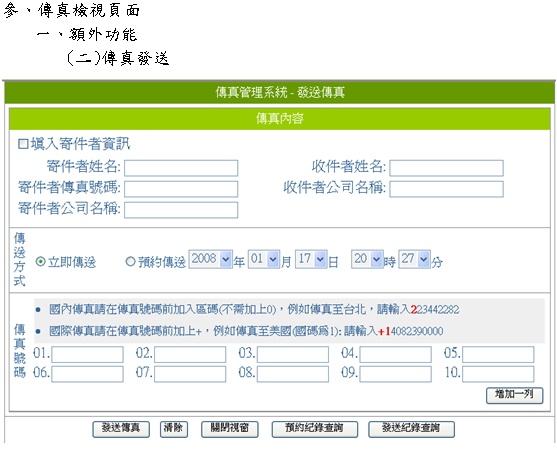 參、傳真檢視頁面
一、額外功能
(二)傳真發送
傳真管理系統 - 發送傳真
傳真內容
填入寄件者資訊
寄件者姓名: 收件者姓名:
寄件者傳真號碼: 收件者公司名稱:
寄件者公司名稱:
傳送方式
立即傳送 預約傳送 2008 年 01 月 17 日 20 時 27 分
傳真號碼
國內傳真請在傳真號碼前加入區碼(不需加上0)，例如傳真至台北，請輸入223442282
國際傳真請在傳真號碼前加上+，例如傳真至美國(國碼為1): 請輸入+14082390000
01. 02. 03. 04. 05.
06. 07. 08. 09. 10.
增加一列
發送傳真 清除 關閉視窗 預約紀錄查詢 發送紀錄查詢